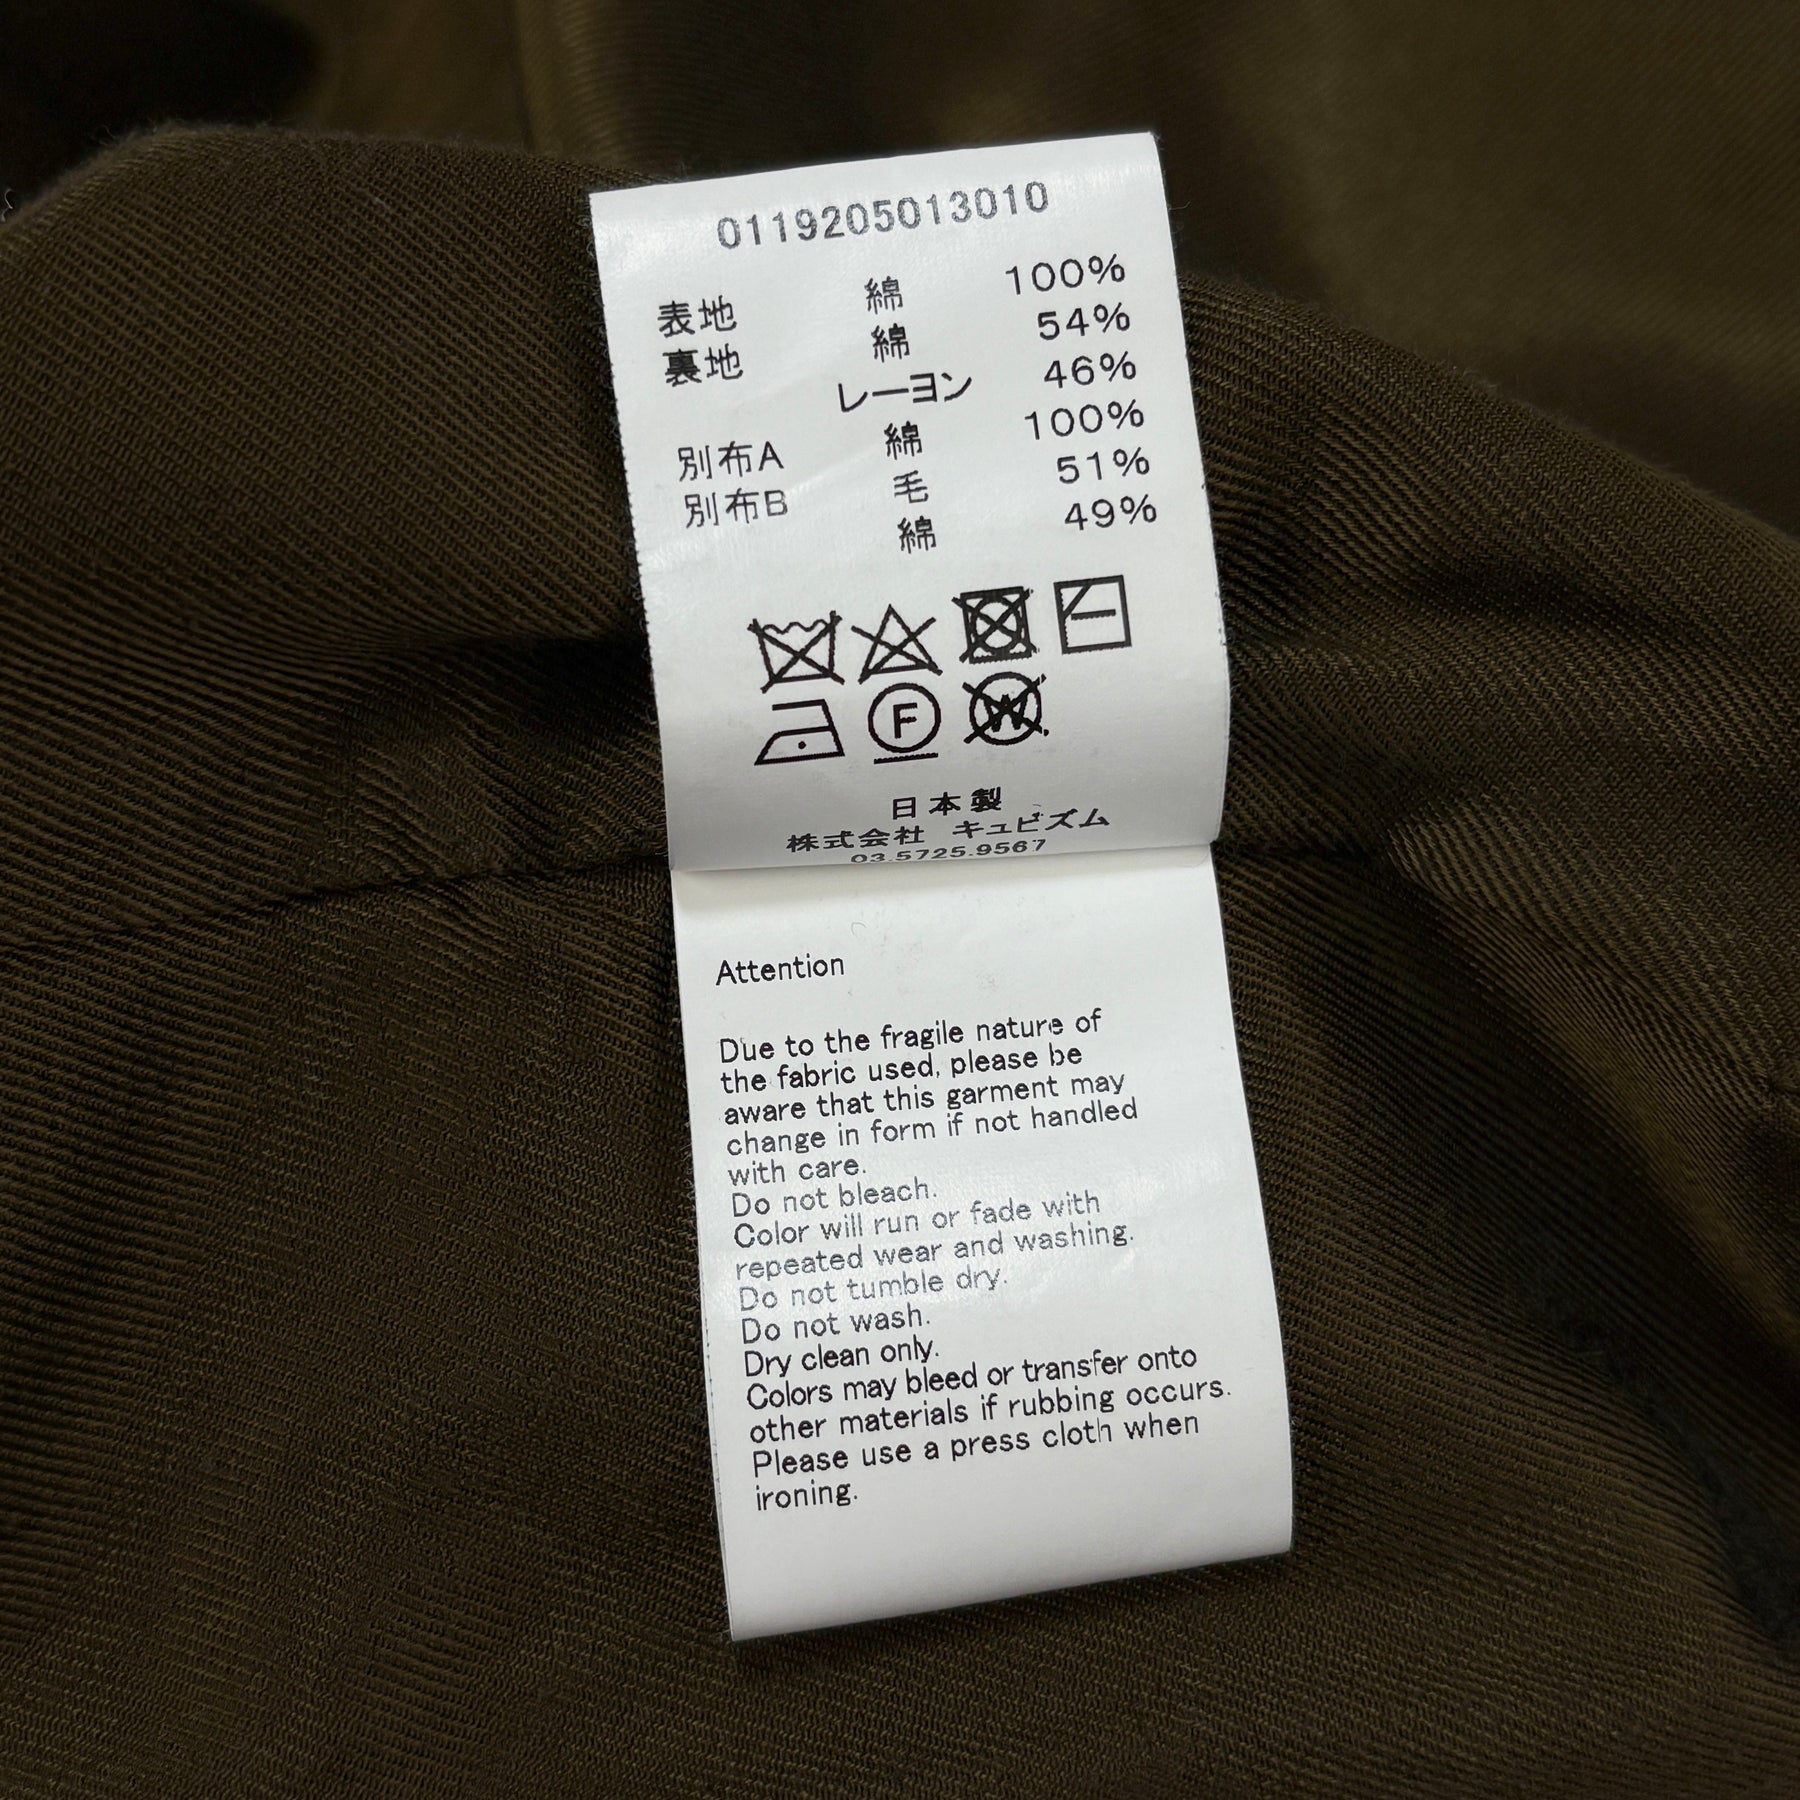 0119205013010
表地 綿 100%
裏地 綿 54%
レーヨン 46%
別布A 綿 100%
別布B 毛 51%
綿 49%
F
W
日本製
株式会社 キュビズム
03.5725.9567
Attention
Due to the fragile nature of
the fabric used, please be
aware that this garment may
change in form if not handled
with care.
Do not bleach.
Color will run or fade with
repeated wear and washing.
Do not tumble dry.
Do not wash.
Dry clean only.
Colors may bleed or transfer onto
other materials if rubbing occurs.
Please use a press cloth when
ironing.